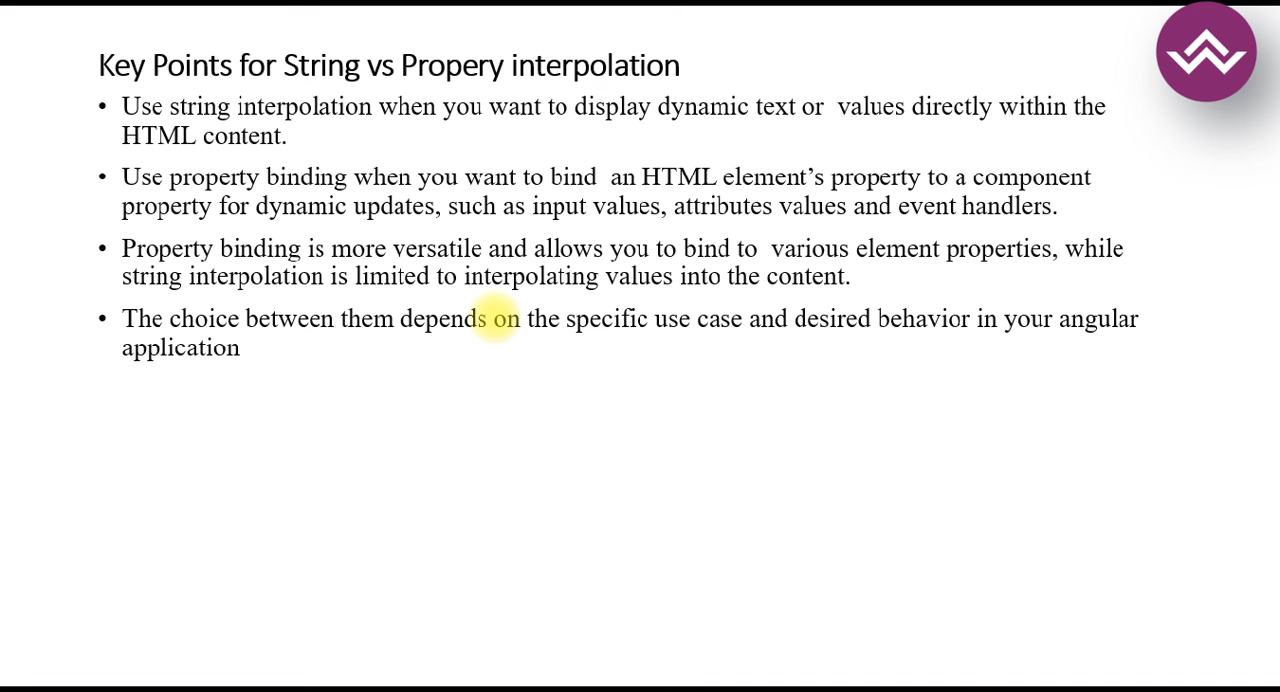 Key Points for String vs Propery interpolation
• Use string interpolation when you want to display dynamic text or values directly within the
HTML content.
• Use property binding when you want to bind an HTML element’s property to a component
property for dynamic updates, such as input values, attributes values and event handlers.
• Property binding is more versatile and allows you to bind to various element properties, while
string interpolation is limited to interpolating values into the content.
• The choice between them depends on the specific use case and desired behavior in your angular
application